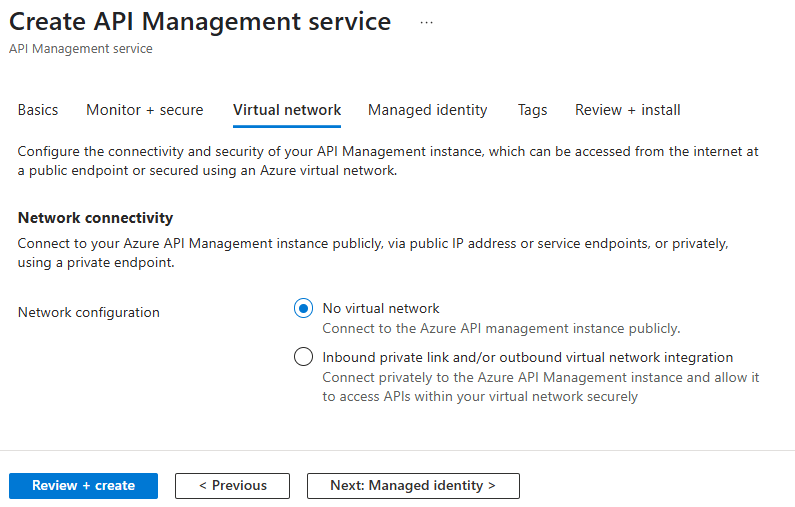 Create API Management service ...
API Management service
Basics Monitor + secure Virtual network Managed identity Tags Review + install
Configure the connectivity and security of your API Management instance, which can be accessed from the internet at
a public endpoint or secured using an Azure virtual network.
Network connectivity
Connect to your Azure API Management instance publicly, via public IP address or service endpoints, or privately,
using a private endpoint.
Network configuration
No virtual network
Connect to the Azure API management instance publicly.
Inbound private link and/or outbound virtual network integration
Connect privately to the Azure API Management instance and allow it
to access APIs within your virtual network securely
Review + create < Previous Next: Managed identity >